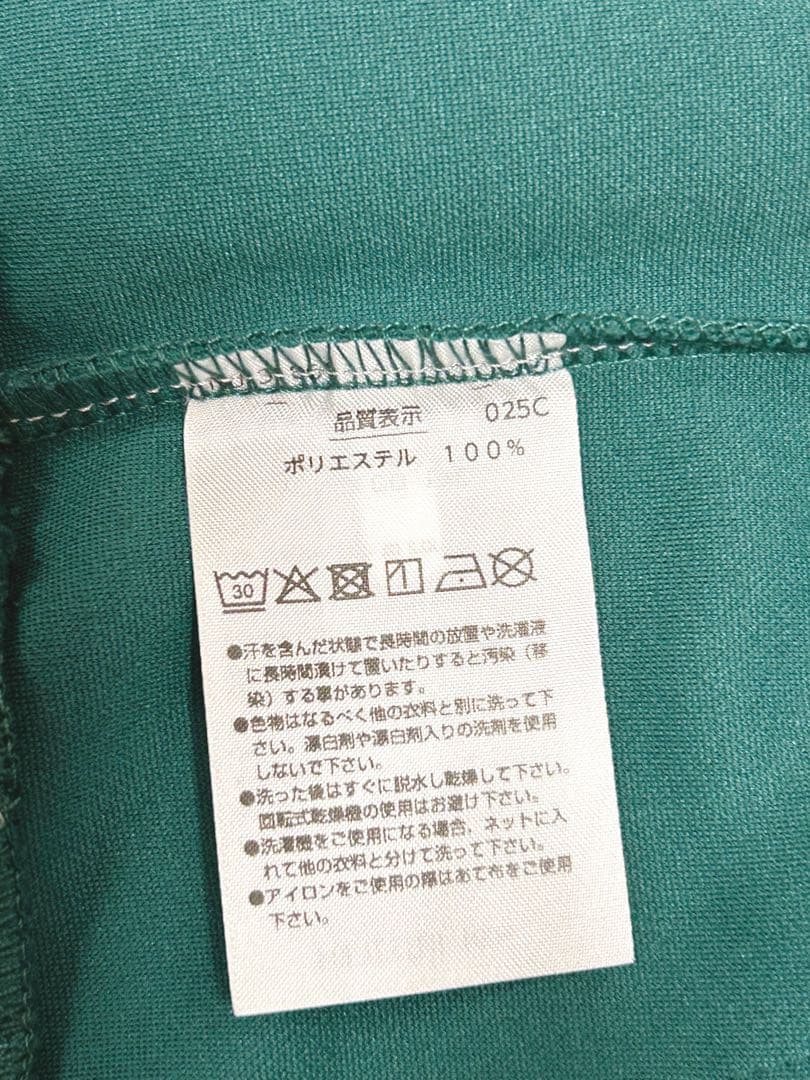 品質表示 025C
ポリエステル 100%
30
●汗を含んだ状態で長時間の放置や洗濯液
に長時間漬けて置いたりすると汚染（移
染）する事があります。
●色物はなるべく他の衣料と別に洗って下
さい。漂白剤や漂白剤入りの洗剤を使用
しないで下さい。
●洗った後はすぐに脱水し乾燥して下さい。
回転式乾燥機の使用はお避け下さい。
●洗濯機をご使用になる場合、ネットに入
れて他の衣料と分けて洗って下さい。
●アイロンをご使用の際はあて布をご使用
下さい。